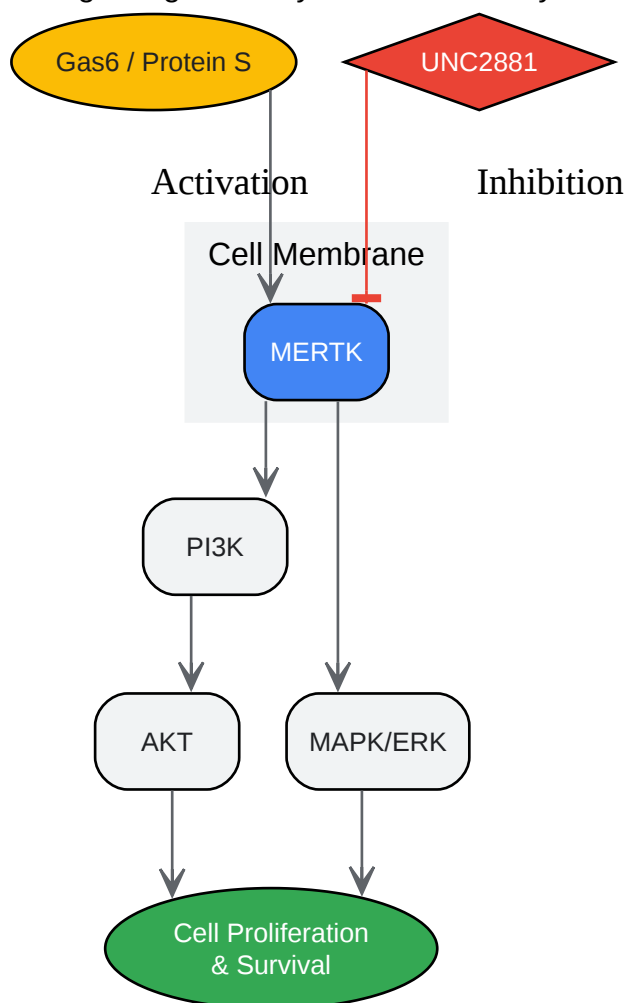 Gas6 / Protein S
UNC2881
Activation
Inhibition
Cell Membrane
MERTK
PI3K
AKT
MAPK/ERK
Cell Proliferation
& Survival